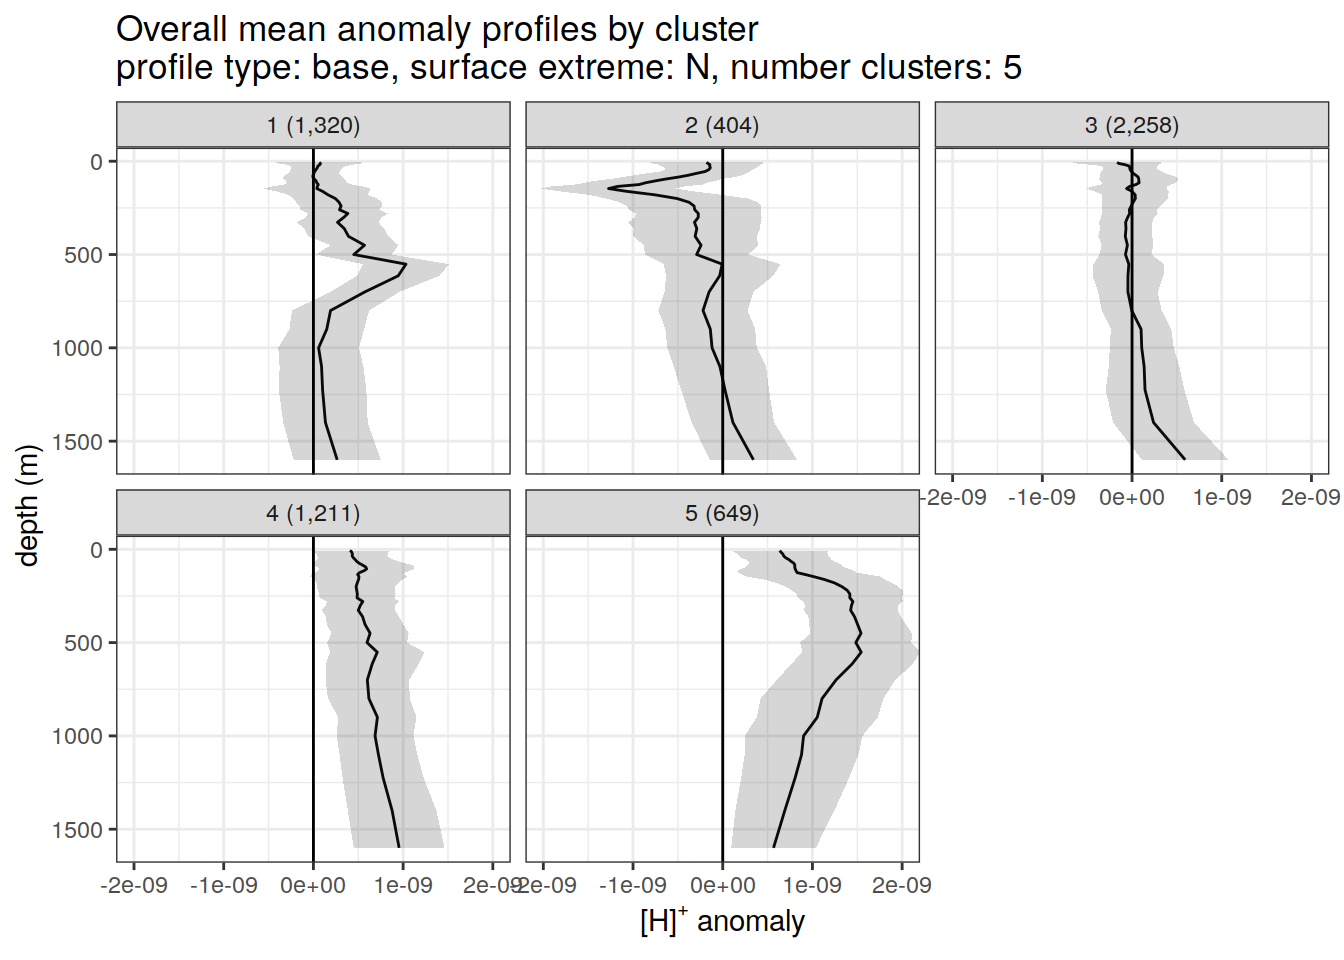 Overall mean anomaly profiles by cluster
profile type: base, surface extreme: N, number clusters: 5
1 (1,320)
2 (404)
3 (2,258)
0
500
1000
1500
-2e-09 -1e-09 0e+00 1e-09 2e-09
4 (1,211)
5 (649)
0
500
1000
1500
-2e-09 -1e-09 0e+00 1e-09 2e-09
-2e-09 -1e-09 0e+00 1e-09 2e-09
depth (m)
[H]⁺ anomaly